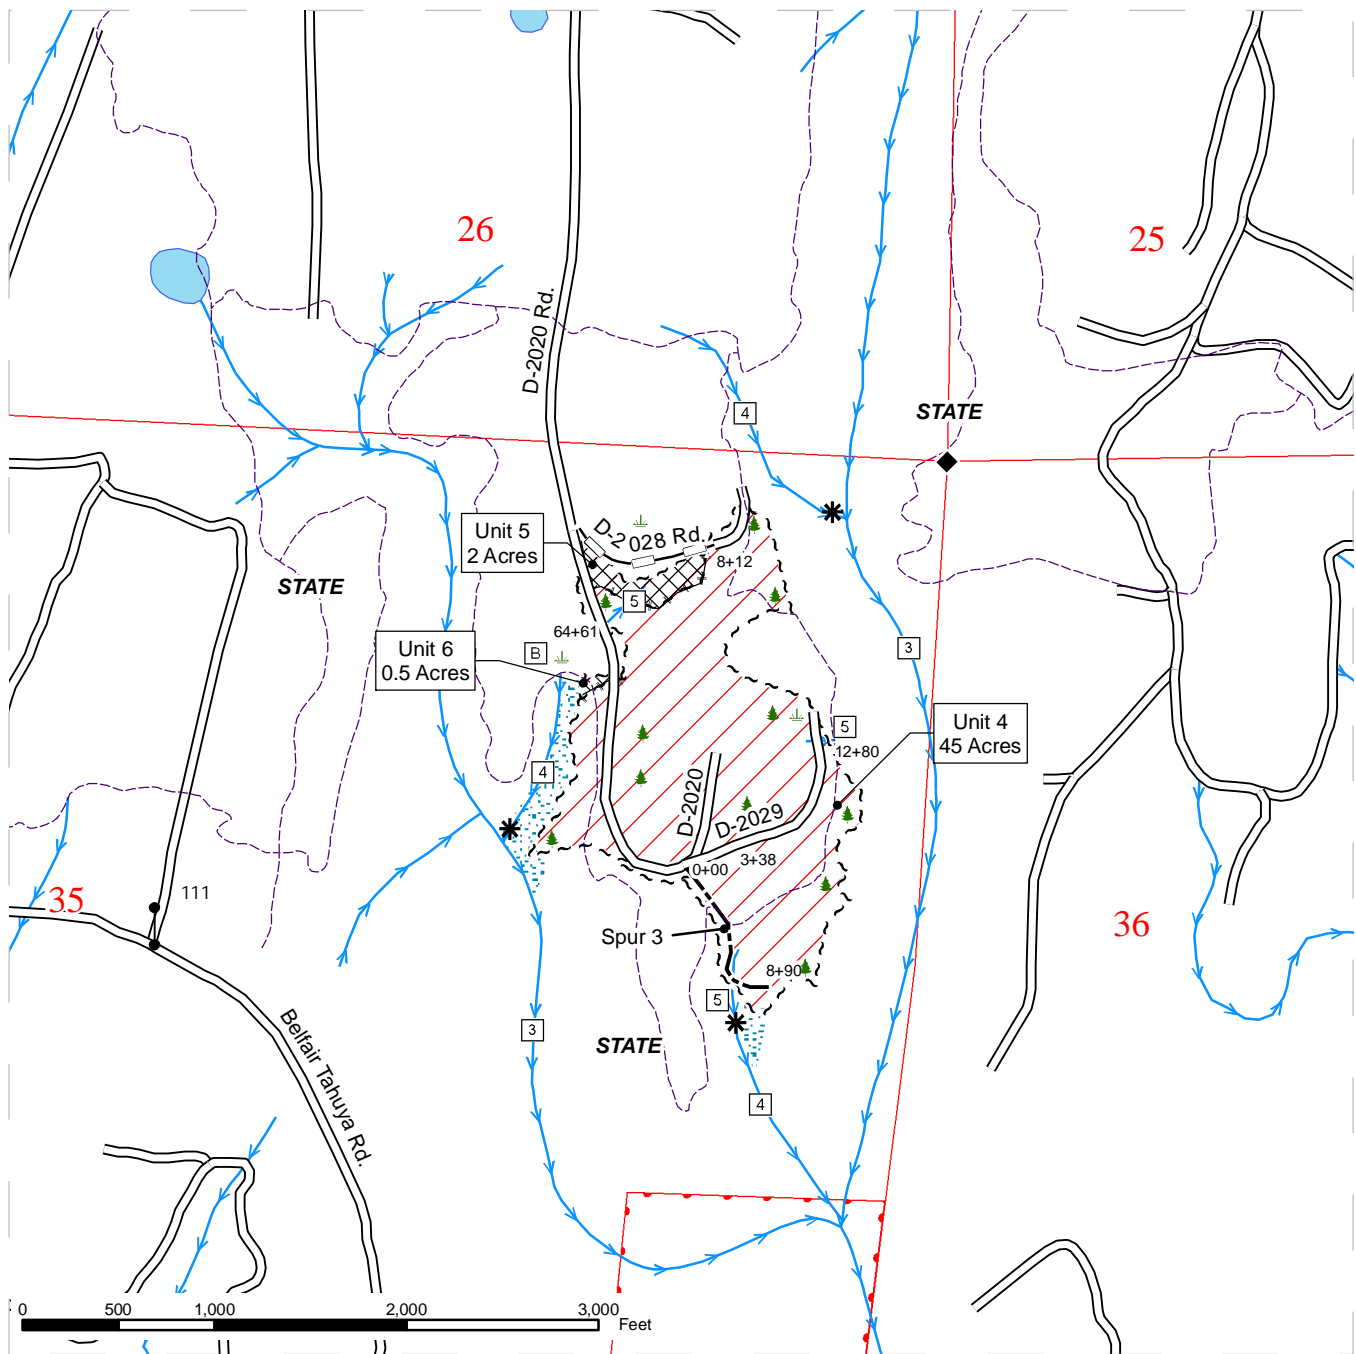 26
25
D-2020 Rd.
4
STATE
Unit 5
2 Acres
D-2028 Rd.
8+12
STATE
5
64+61
3
Unit 6
0.5 Acres
B
5
12+80
Unit 4
45 Acres
4
D-2020
D-2029
3+38
0+00
35
111
36
Spur 3
8+90
5
3
STATE
Belfair Tahuya Rd.
4
0 500 1,000 2,000 3,000
Feet